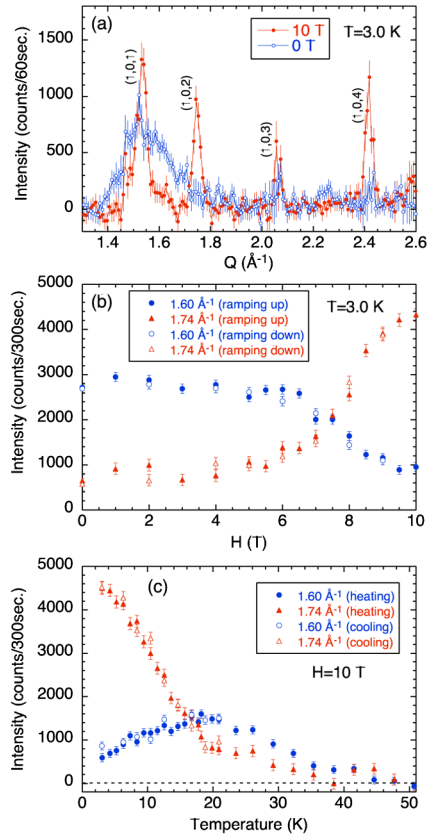 (a)
10 T
0 T
T=3.0 K
(1,0,1)
(1,0,2)
(1,0,3)
(1,0,4)
Intensity (counts/60sec.)
1500
1000
500
0
1.4 1.6 1.8 2.0 2.2 2.4 2.6
Q (Å-1)
(b)
1.60 Å-1 (ramping up)
1.74 Å-1 (ramping up)
1.60 Å-1 (ramping down)
1.74 Å-1 (ramping down)
T=3.0 K
Intensity (counts/300sec.)
5000
4000
3000
2000
1000
0
0 2 4 6 8 10
H (T)
(c)
1.60 Å-1 (heating)
1.74 Å-1 (heating)
1.60 Å-1 (cooling)
1.74 Å-1 (cooling)
H=10 T
Intensity (counts/300sec.)
5000
4000
3000
2000
1000
0
0 10 20 30 40 50
Temperature (K)